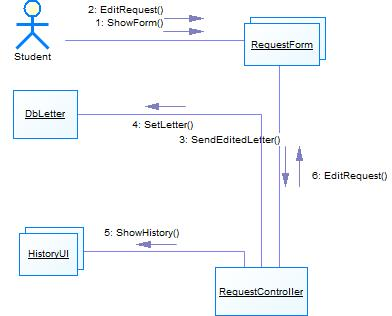 2: EditRequest()
1: ShowForm()
Student
RequestForm
DbLetter
4: SetLetter()
3: SendEditedLetter()
6: EditRequest()
5: ShowHistory()
HistoryUI
RequestController